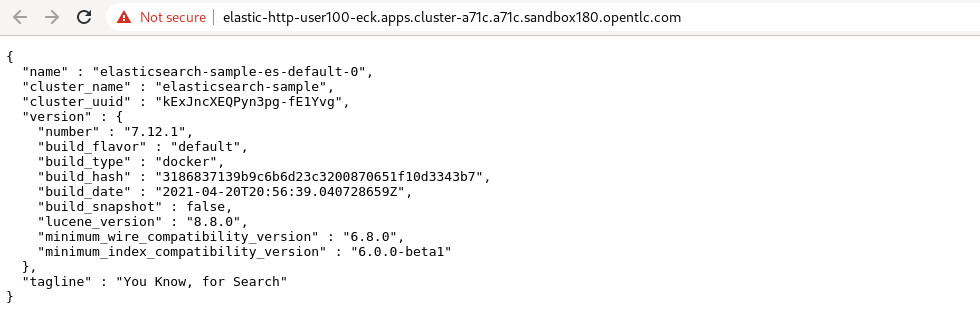 Not secure | elastic-http-user100-eck.apps.cluster-a71c.a71c.sandbox180.opentlc.com
{
  "name" : "elasticsearch-sample-es-default-0",
  "cluster_name" : "elasticsearch-sample",
  "cluster_uuid" : "kExJncXEQPyn3pg-fE1Yvg",
  "version" : {
    "number" : "7.12.1",
    "build_flavor" : "default",
    "build_type" : "docker",
    "build_hash" : "3186837139b9c6b6d23c3200870651f10d3343b7",
    "build_date" : "2021-04-20T20:56:39.040728659Z",
    "build_snapshot" : false,
    "lucene_version" : "8.8.0",
    "minimum_wire_compatibility_version" : "6.8.0",
    "minimum_index_compatibility_version" : "6.0.0-beta1"
  },
  "tagline" : "You Know, for Search"
}